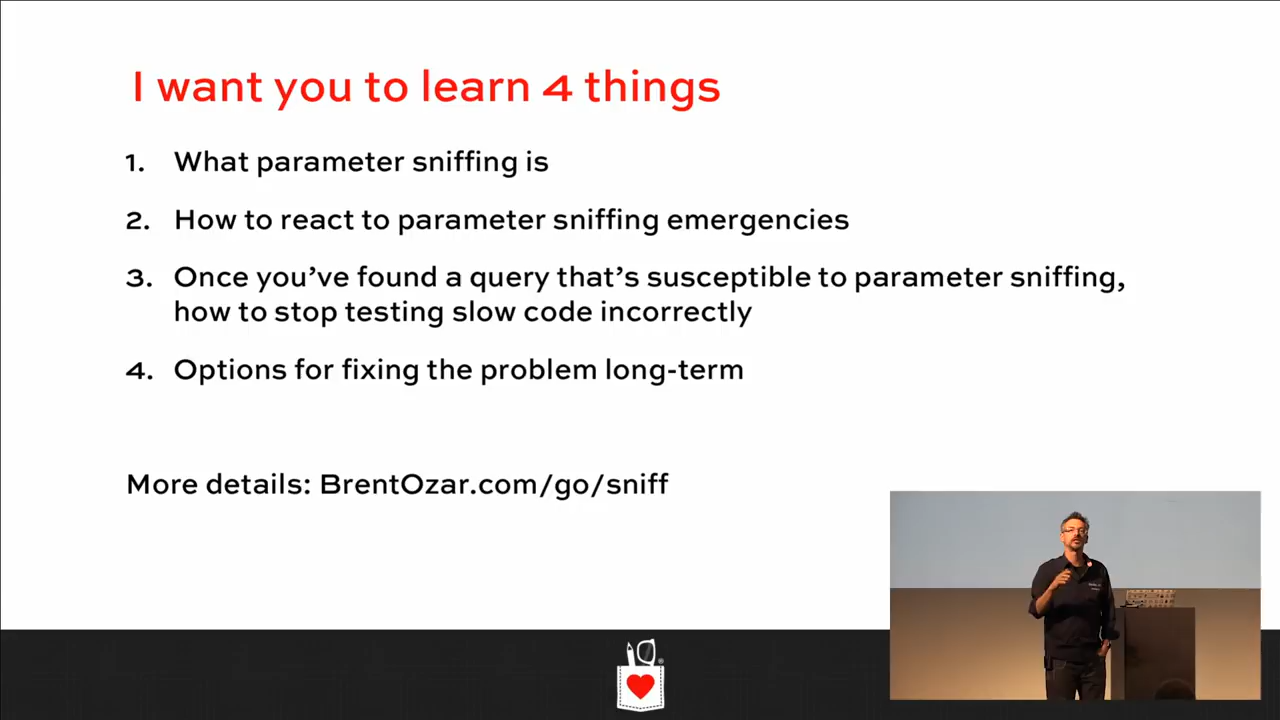 I want you to learn 4 things
1. What parameter sniffing is
2. How to react to parameter sniffing emergencies
3. Once you’ve found a query that’s susceptible to parameter sniffing,
how to stop testing slow code incorrectly
4. Options for fixing the problem long-term
More details: BrentOzar.com/go/sniff
®